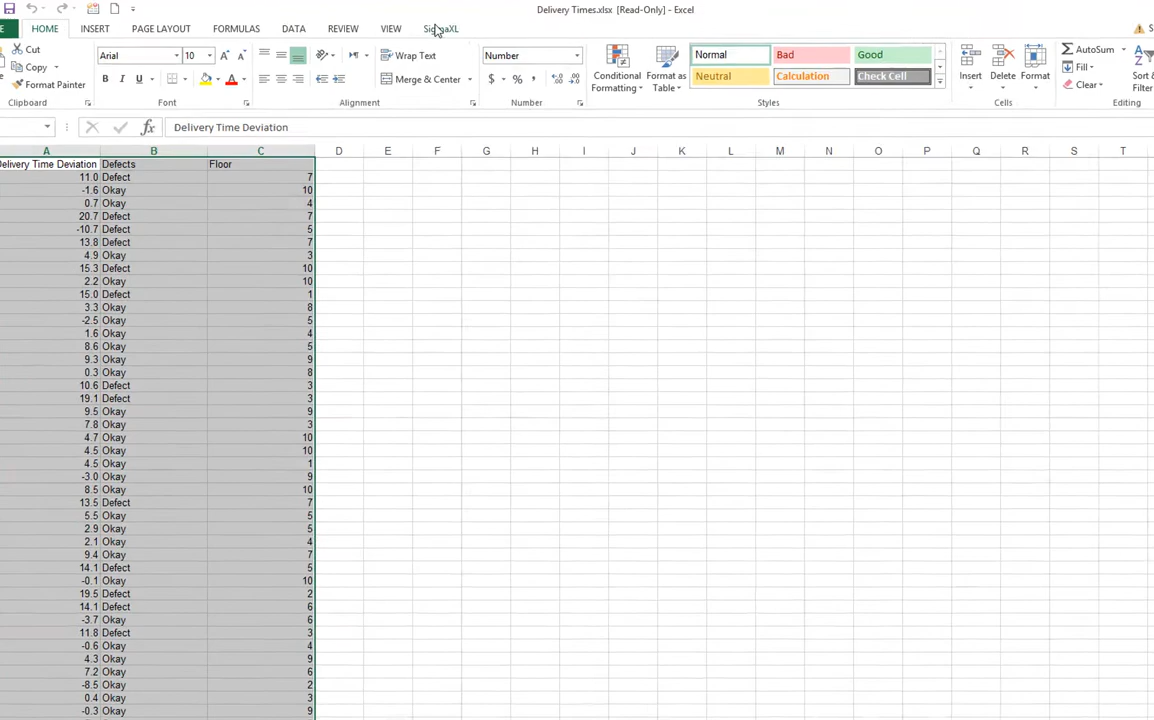 Delivery Times.xlsx [Read-Only] - Excel
E HOME INSERT PAGE LAYOUT FORMULAS DATA REVIEW VIEW SigmaXL S
Cut Arial 10 A A Wrap Text Number Normal Bad Good AutoSum
Copy Conditional Formatting Format as Table Insert Delete Format Fill Sort & Filter
Format Painter B I U A Merge & Center $ % , Neutral Calculation Check Cell Clear
Clipboard Font Alignment Number Styles Cells Editing
fx Delivery Time Deviation
A B C D E F G H I J K L M N O P Q R S T
Delivery Time Deviation Defects Floor
11.0 Defect 7
-1.6 Okay 10
0.7 Okay 4
20.7 Defect 7
-10.7 Defect 5
13.8 Defect 7
4.9 Okay 3
15.3 Defect 10
2.2 Okay 10
15.0 Defect 1
3.3 Okay 8
-2.5 Okay 5
1.6 Okay 4
8.6 Okay 5
9.3 Okay 9
0.3 Okay 8
10.6 Defect 3
19.1 Defect 3
9.5 Okay 9
7.8 Okay 3
4.7 Okay 10
4.5 Okay 10
4.5 Okay 1
-3.0 Okay 9
8.5 Okay 10
13.5 Defect 7
5.5 Okay 5
2.9 Okay 5
2.1 Okay 4
9.4 Okay 7
14.1 Defect 5
-0.1 Okay 10
19.5 Defect 2
14.1 Defect 6
-3.7 Okay 6
11.8 Defect 3
-0.6 Okay 4
4.3 Okay 9
7.2 Okay 6
-8.5 Okay 2
0.4 Okay 3
-0.3 Okay 9